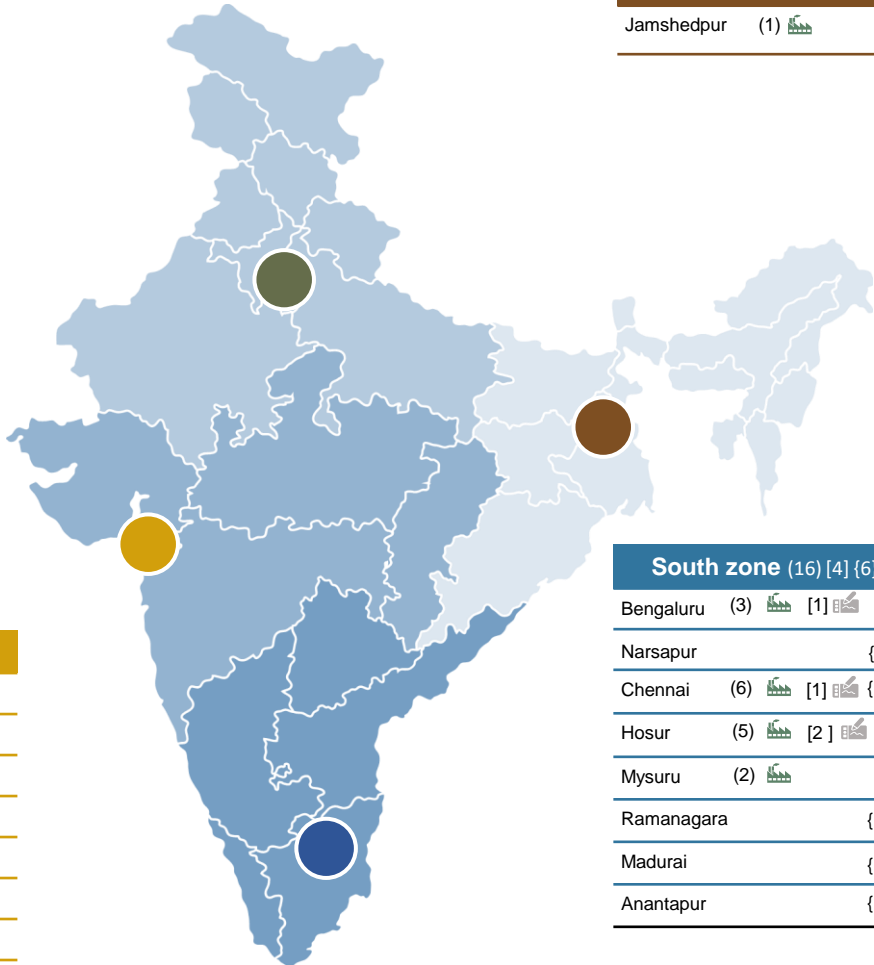 Jamshedpur (1)
South zone (16) [4] {6}
Bengaluru (3) [1]
Narsapur {
Chennai (6) [1] {
Hosur (5) [2 ]
Mysuru (2)
Ramanagara {
Madurai {
Anantapur {